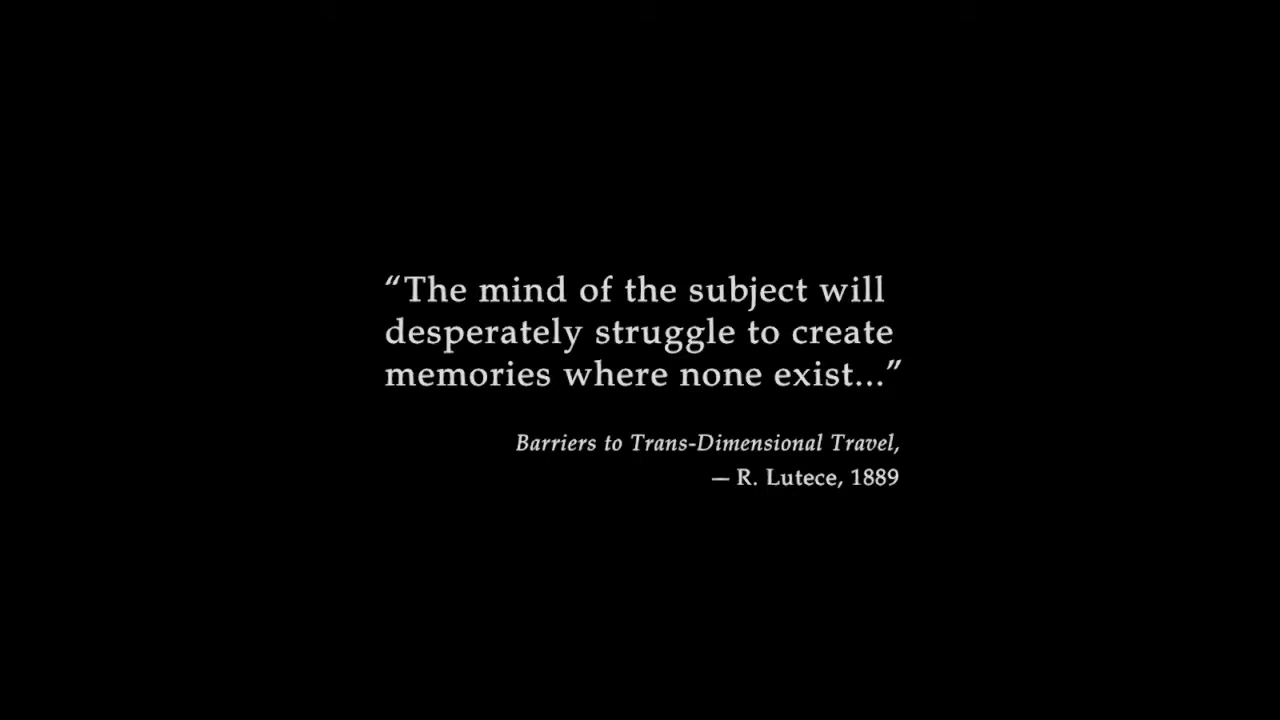 “The mind of the subject will
desperately struggle to create
memories where none exist...”
Barriers to Trans-Dimensional Travel,
— R. Lutece, 1889